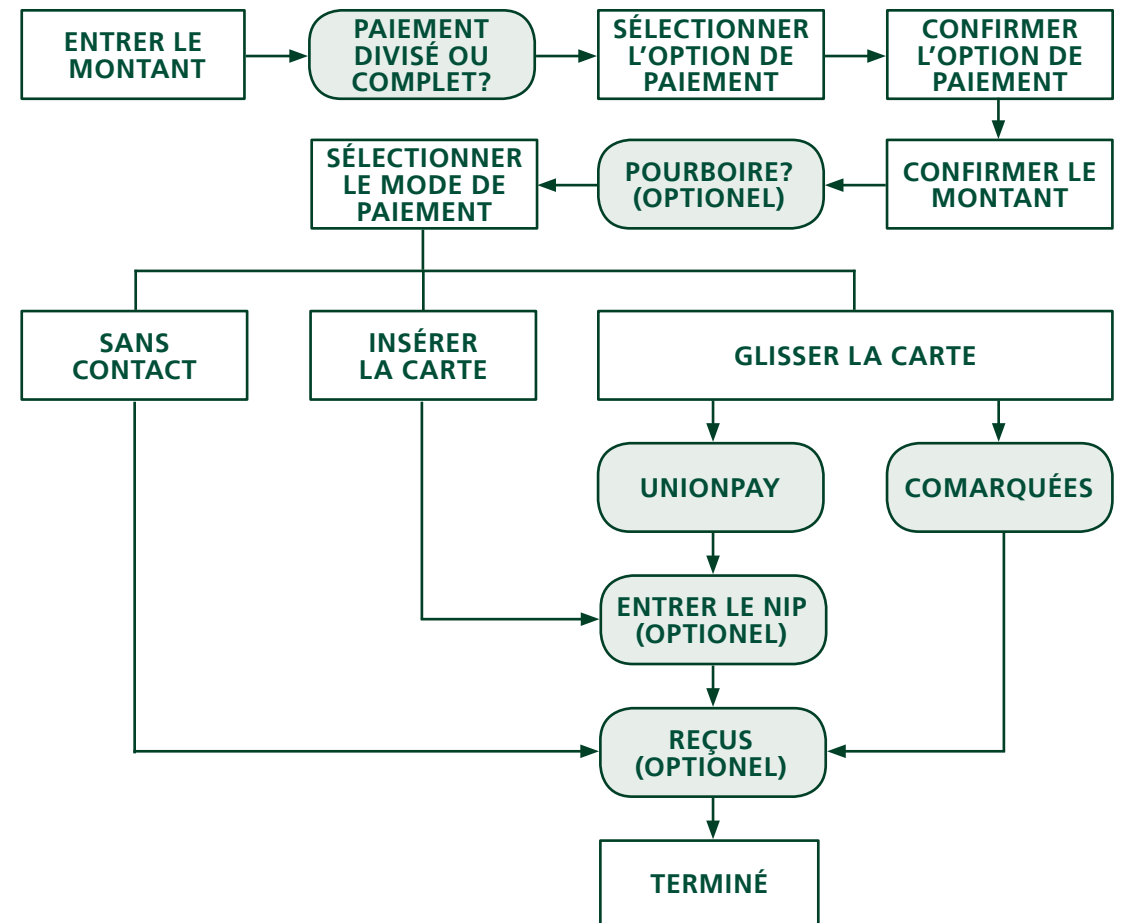 ENTRER LE
MONTANT
PAIEMENT
DIVISÉ OU
COMPLET?
SÉLECTIONNER
L’OPTION DE
PAIEMENT
CONFIRMER
L’OPTION DE
PAIEMENT
CONFIRMER LE
MONTANT
POURBOIRE?
(OPTIONEL)
SÉLECTIONNER
LE MODE DE
PAIEMENT
SANS
CONTACT
INSÉRER
LA CARTE
GLISSER LA CARTE
UNIONPAY
COMARQUÉES
ENTRER LE NIP
(OPTIONEL)
REÇUS
(OPTIONEL)
TERMINÉ